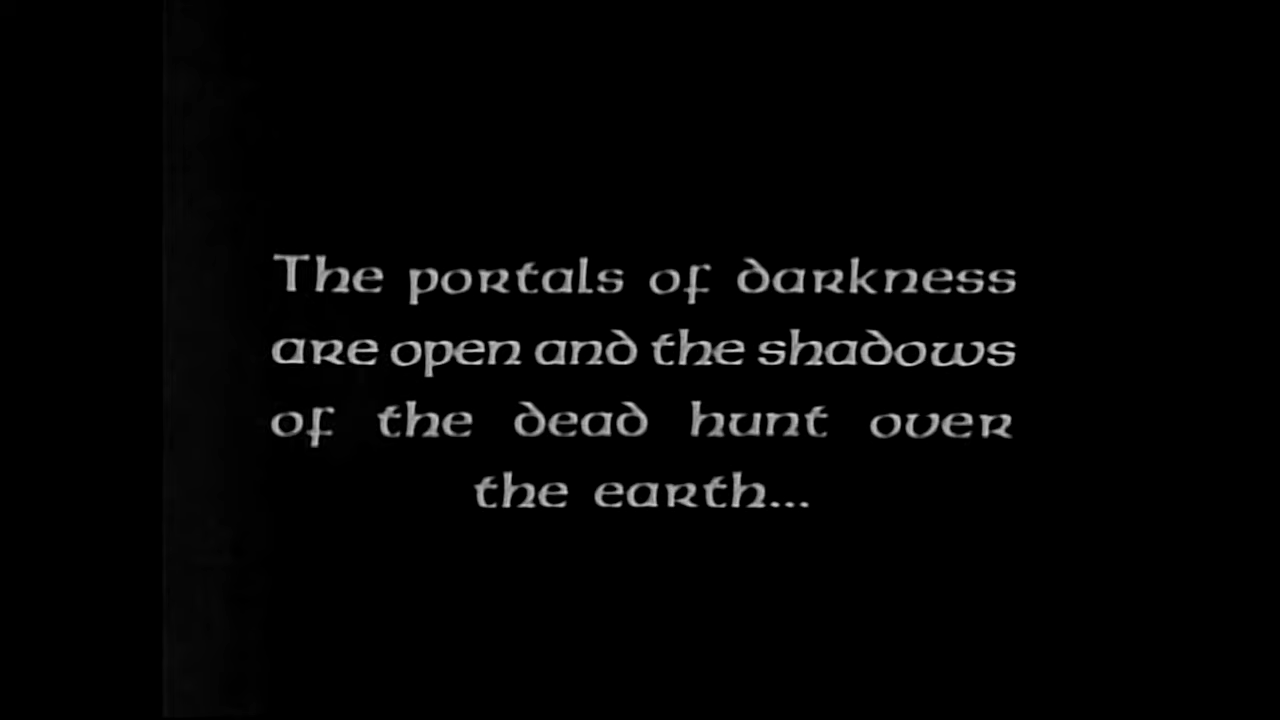 The portals of darkness
are open and the shadows
of the dead hunt over
the earth...